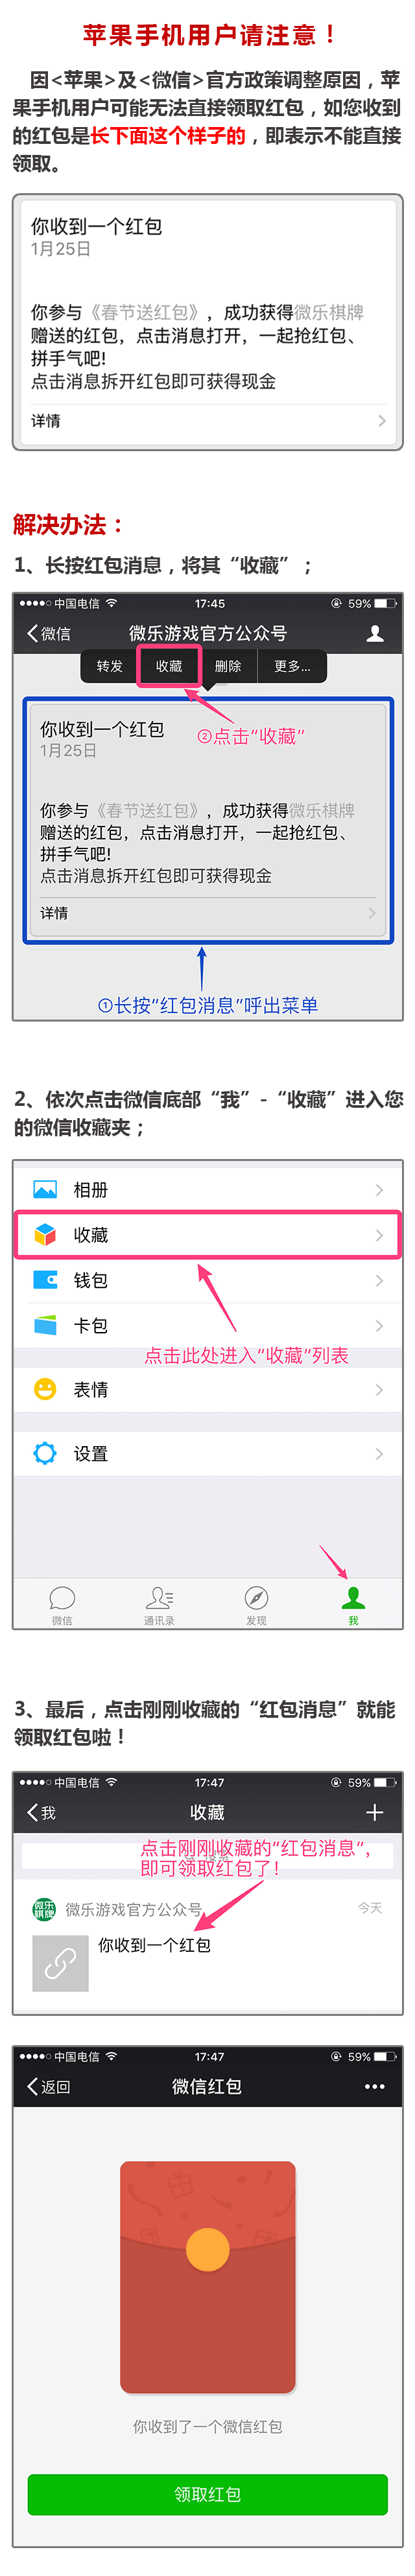 苹果手机用户请注意！
因<苹果>及<微信>官方政策调整原因，苹
果手机用户可能无法直接领取红包，如您收到
的红包是长下面这个样子的，即表示不能直接
领取。
你收到一个红包
1月25日
你参与《春节送红包》，成功获得微乐棋牌
赠送的红包，点击消息打开，一起抢红包、
拼手气吧!
点击消息拆开红包即可获得现金
详情
解决办法：
1、长按红包消息，将其“收藏”；
中国电信 17:45 59%
微信 微乐游戏官方公众号
转发 收藏 删除 更多...
你收到一个红包
1月25日
②点击“收藏”
你参与《春节送红包》，成功获得微乐棋牌
赠送的红包，点击消息打开，一起抢红包、
拼手气吧!
点击消息拆开红包即可获得现金
详情
①长按“红包消息”呼出菜单
2、依次点击微信底部“我”-“收藏”进入您
的微信收藏夹；
相册
收藏
钱包
卡包
点击此处进入“收藏”列表
表情
设置
微信 通讯录 发现 我
3、最后，点击刚刚收藏的“红包消息”就能
领取红包啦！
中国电信 17:47 59%
我 收藏
点击刚刚收藏的“红包消息”，
即可领取红包了！
微乐棋牌 微乐游戏官方公众号 今天
你收到一个红包
中国电信 17:47 59%
返回 微信红包
你收到了一个微信红包
领取红包